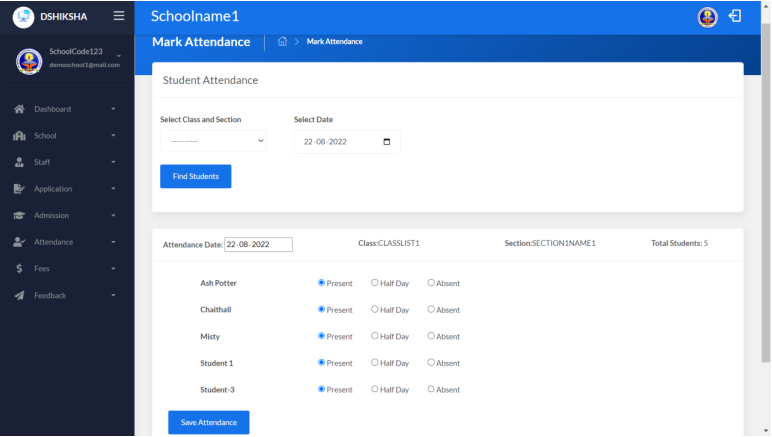 DSHIKSHA
Schoolname1
SchoolCode123
demoschool1@mail.com
Dashboard
School
Staff
Application
Admission
Attendance
Fees
Feedback
Mark Attendance > Mark Attendance
Student Attendance
Select Class and Section Select Date
---------- 22-08-2022
Find Students
Attendance Date: 22-08-2022 Class:CLASSLIST1 Section:SECTION1NAME1 Total Students: 5
Ash Potter Present Half Day Absent
Chaithali Present Half Day Absent
Misty Present Half Day Absent
Student 1 Present Half Day Absent
Student-3 Present Half Day Absent
Save Attendance